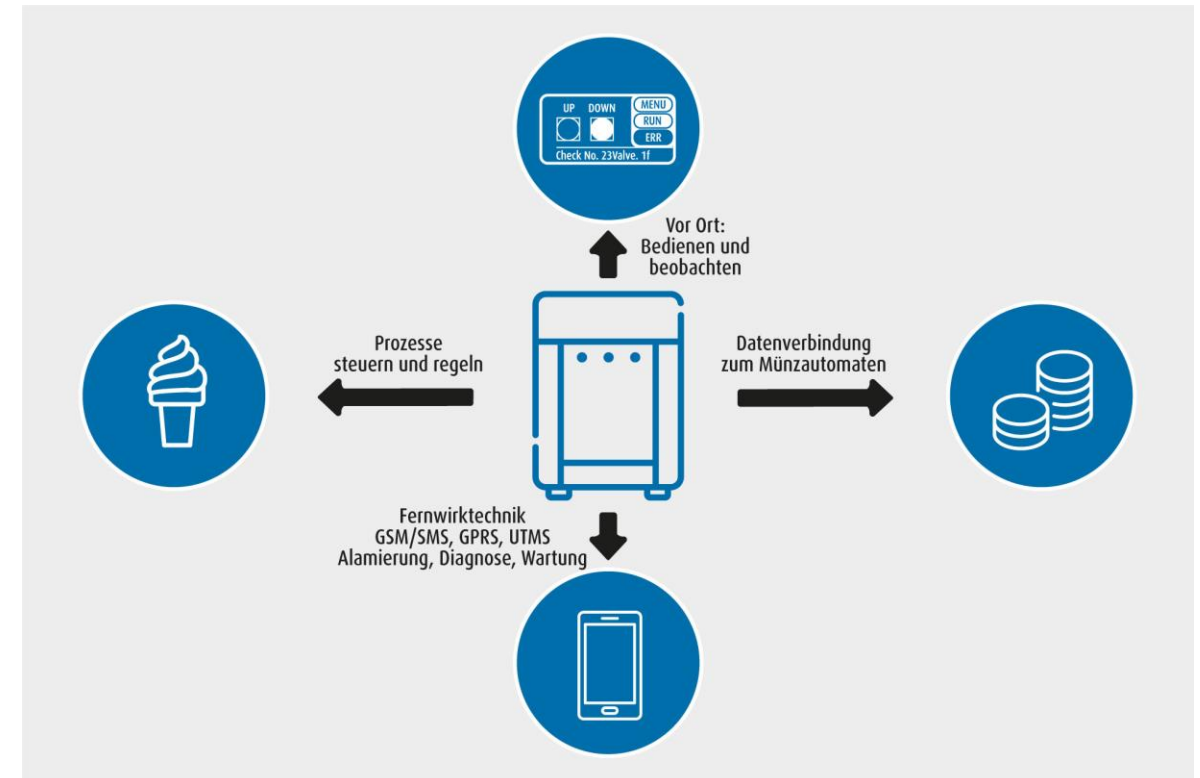 UP DOWN MENU
RUN
ERR
Check No. 23Valve. 1f
Vor Ort:
Bedienen und
beobachten
Prozesse
steuern und regeln
Datenverbindung
zum Münzautomaten
Fernwirktechnik
GSM/SMS, GPRS, UTMS
Alamierung, Diagnose, Wartung